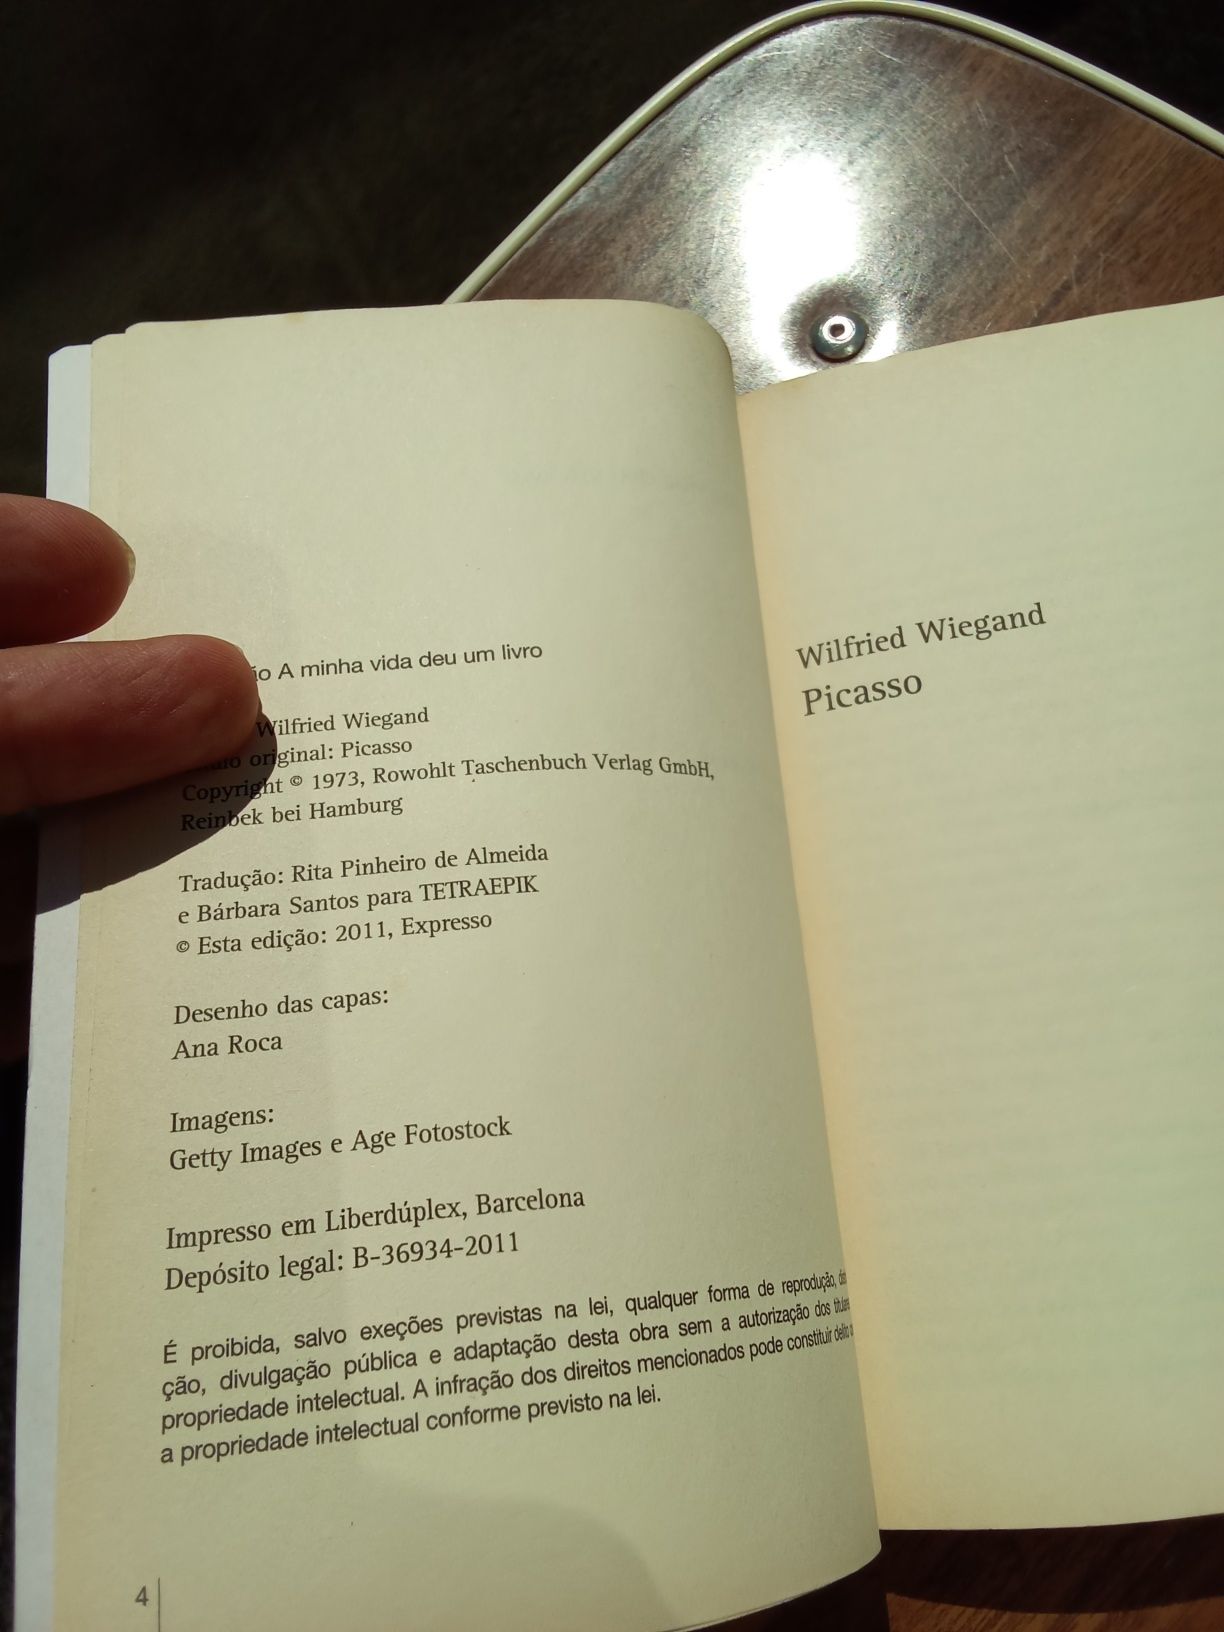 A minha vida deu um livro
Wilfried Wiegand
original: Picasso
Copyright © 1973, Rowohlt Taschenbuch Verlag GmbH,
Reinbek bei Hamburg
Tradução: Rita Pinheiro de Almeida
e Bárbara Santos para TETRAEPIK
© Esta edição: 2011, Expresso
Desenho das capas:
Ana Roca
Imagens:
Getty Images e Age Fotostock
Impresso em Liberdúplex, Barcelona
Depósito legal: B-36934-2011
É proibida, salvo exeções previstas na lei, qualquer forma de reprodução,
ção, divulgação pública e adaptação desta obra sem a autorização dos
propriedade intelectual. A infração dos direitos mencionados pode constituir delito
a propriedade intelectual conforme previsto na lei.
4
Wilfried Wiegand
Picasso